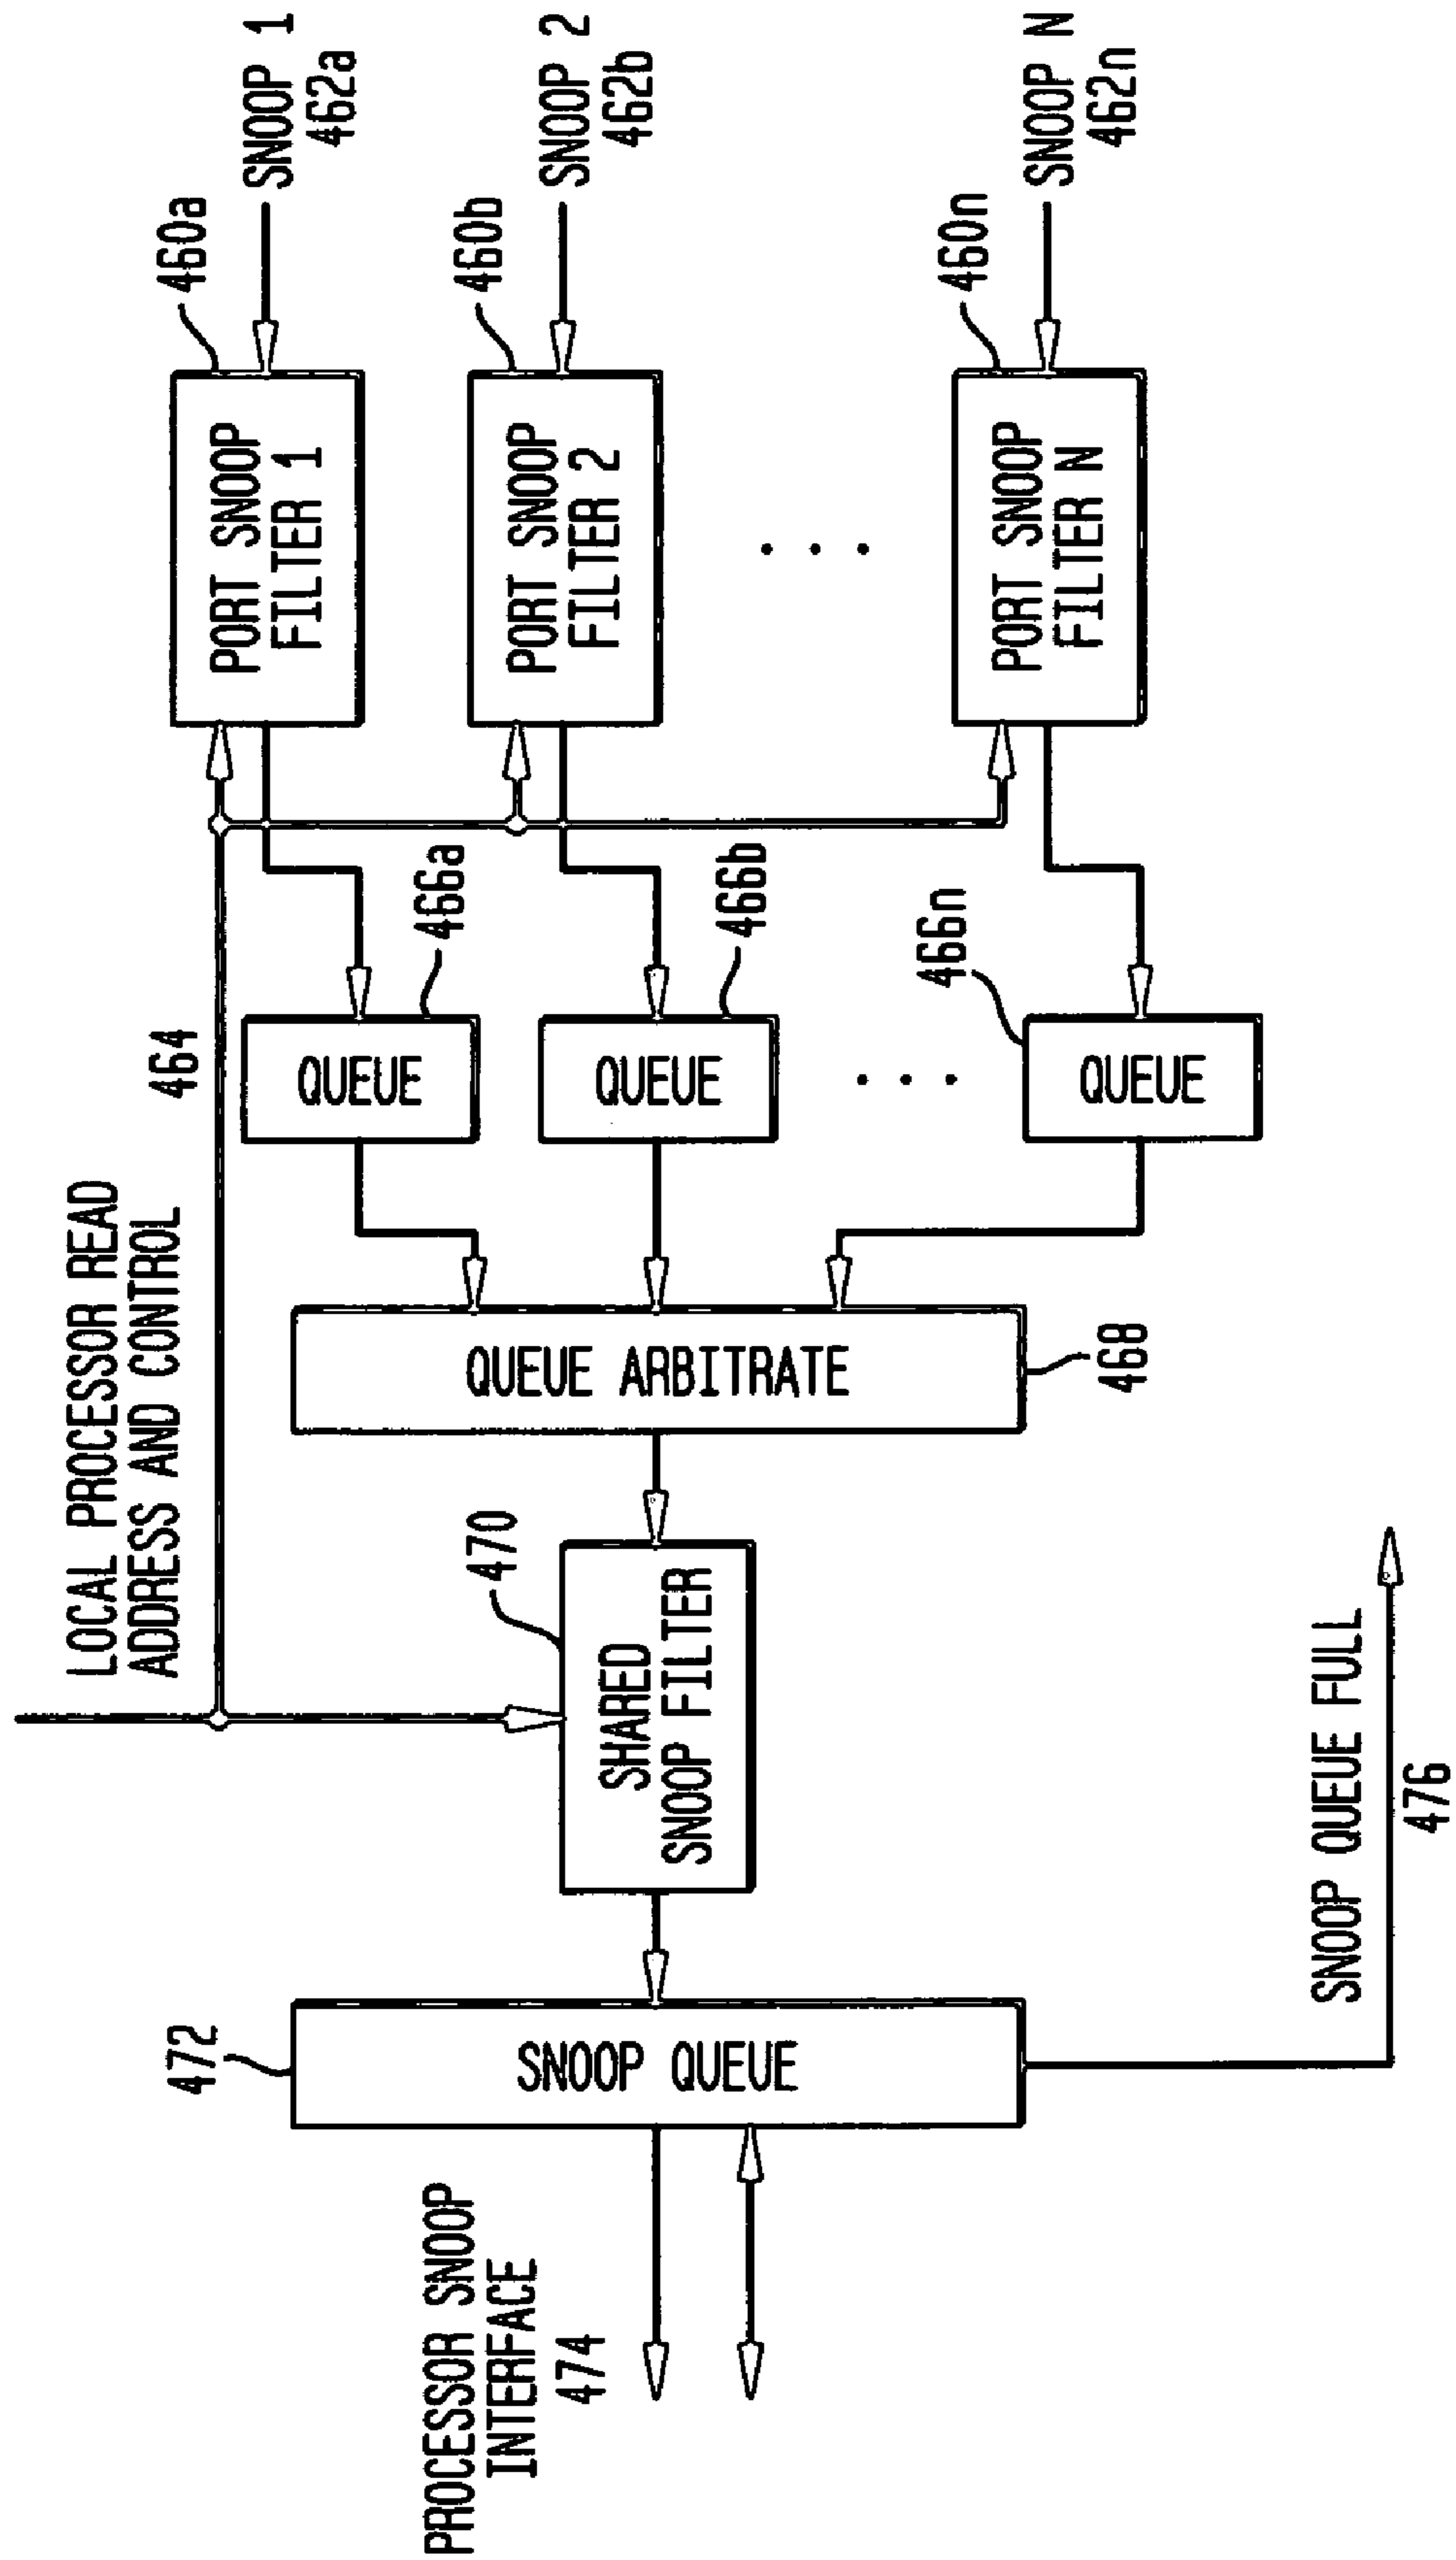 LOCAL PROCESSOR READ
ADDRESS AND CONTROL
464
460a
SNOOP 1
462a
PORT SNOOP
FILTER 1
472
470
QUEUE
466a
460b
SNOOP 2
462b
PORT SNOOP
FILTER 2
PROCESSOR SNOOP
INTERFACE
474
SNOOP QUEUE
SHARED
SNOOP FILTER
QUEUE ARBITRATE
QUEUE
466b
. . .
. . .
466n
460n
SNOOP N
462n
PORT SNOOP
FILTER N
QUEUE
468
SNOOP QUEUE FULL
476